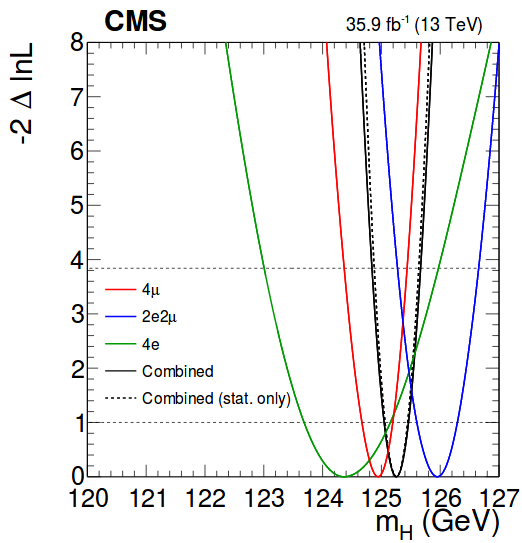 CMS 35.9 fb⁻¹ (13 TeV)
-2 Δ lnL
8
7
6
5
4
3
2
1
0
4μ
2e2μ
4e
Combined
Combined (stat. only)
120 121 122 123 124 125 126 127
m_H (GeV)